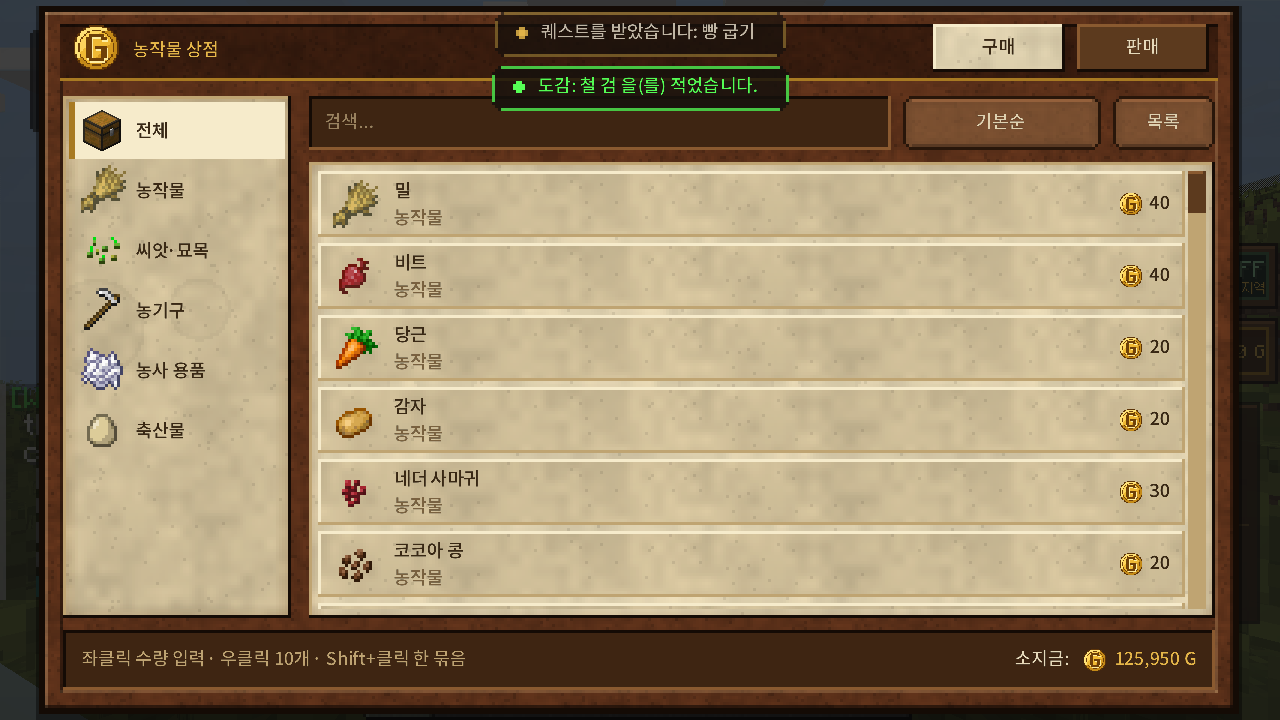 퀘스트를 받았습니다: 빵 굽기
농작물 상점
구매
판매
도감: 철 검 을(를) 적었습니다.
전체
농작물
씨앗·묘목
농기구
농사 용품
축산물
검색...
기본순
목록
밀
농작물
40
비트
농작물
40
당근
농작물
20
감자
농작물
20
네더 사마귀
농작물
30
코코아 콩
농작물
20
FF
지역
G
좌클릭 수량 입력 · 우클릭 10개 · Shift+클릭 한 묶음
소지금:
125,950 G